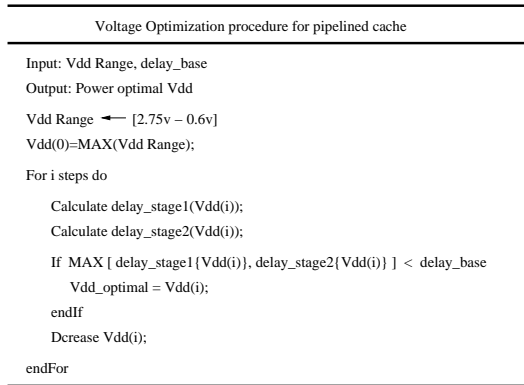 Voltage Optimization procedure for pipelined cache
Input: Vdd Range, delay_base
Output: Power optimal Vdd
Vdd Range ← [2.75v – 0.6v]
Vdd(0)=MAX(Vdd Range);
For i steps do
Calculate delay_stage1(Vdd(i));
Calculate delay_stage2(Vdd(i));
If MAX [ delay_stage1{Vdd(i)}, delay_stage2{Vdd(i)} ] < delay_base
Vdd_optimal = Vdd(i);
endIf
Dcrease Vdd(i);
endFor